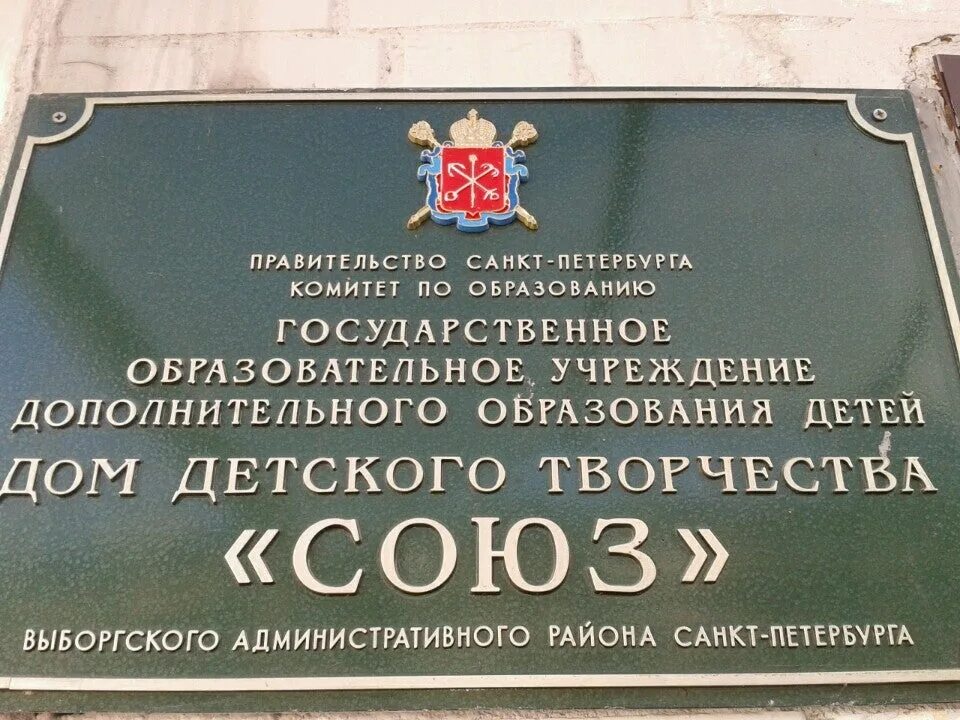 ПРАВИТЕЛЬСТВО САНКТ-ПЕТЕРБУРГА
КОМИТЕТ ПО ОБРАЗОВАНИЮ
ГОСУДАРСТВЕННОЕ
ОБРАЗОВАТЕЛЬНОЕ УЧРЕЖДЕНИЕ
ДОПОЛНИТЕЛЬНОГО ОБРАЗОВАНИЯ ДЕТЕЙ
ДОМ ДЕТСКОГО ТВОРЧЕСТВА
«СОЮЗ»
ВЫБОРГСКОГО АДМИНИСТРАТИВНОГО РАЙОНА САНКТ-ПЕТЕРБУРГА